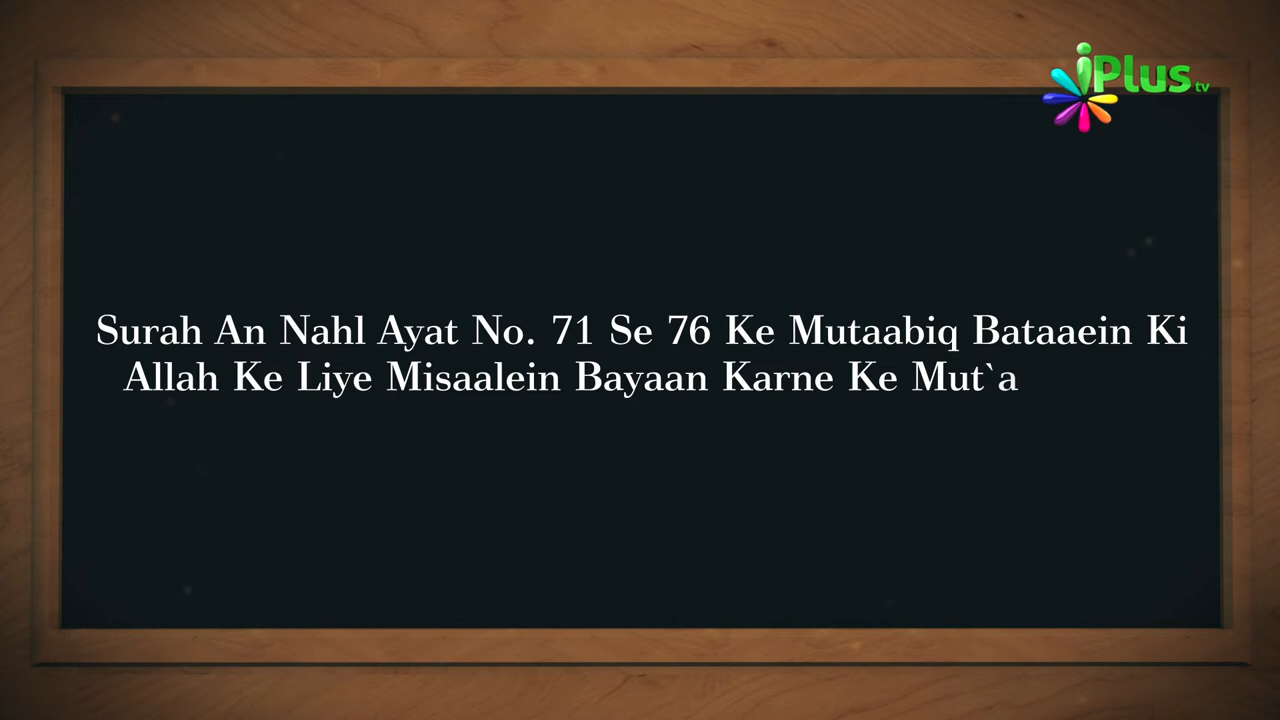 iPlus tv
Surah An Nahl Ayat No. 71 Se 76 Ke Mutaabiq Bataaein Ki
Allah Ke Liye Misaalein Bayaan Karne Ke Mut`a